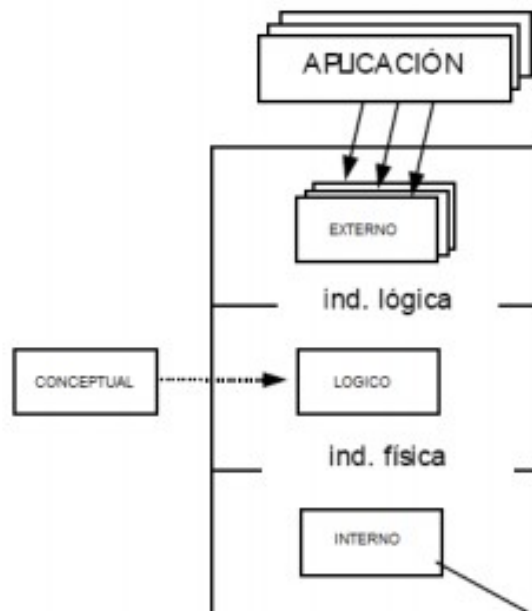 APLICACIÓN
EXTERNO
ind. lógica
CONCEPTUAL
LOGICO
ind. física
INTERNO